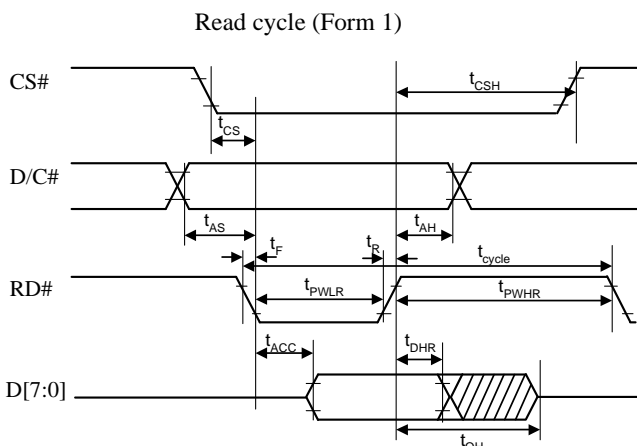 Read cycle (Form 1)
CS#
tCSH
tCS
D/C#
tAS
tAH
tF
tR
tcycle
RD#
tPWLR
tPWHR
tACC
tDHR
D[7:0]